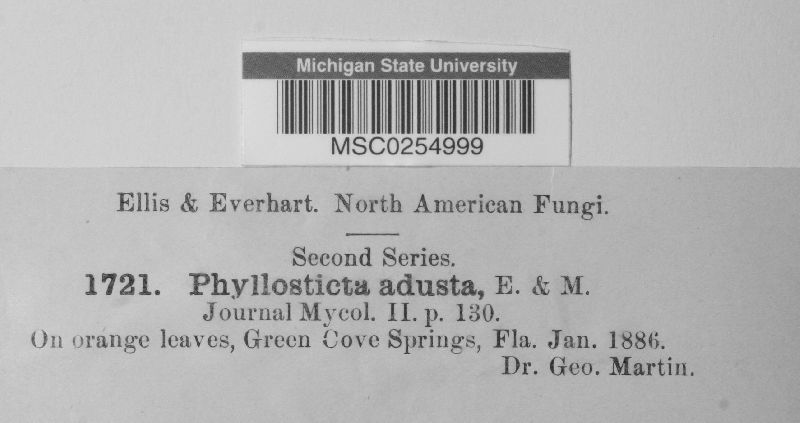 Michigan State University
MSC0254999
Ellis & Everhart. North American Fungi.
Second Series.
1721. Phyllosticta adusta, E. & M.
Journal Mycol. II. p. 130.
On orange leaves, Green Cove Springs, Fla. Jan. 1886.
Dr. Geo. Martin.